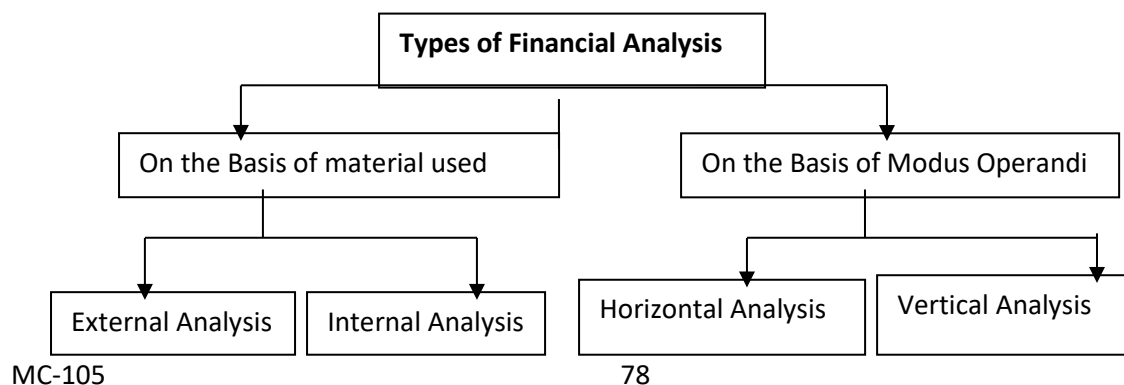 Types of Financial Analysis
On the Basis of material used
On the Basis of Modus Operandi
External Analysis
Internal Analysis
Horizontal Analysis
Vertical Analysis
MC-105
78